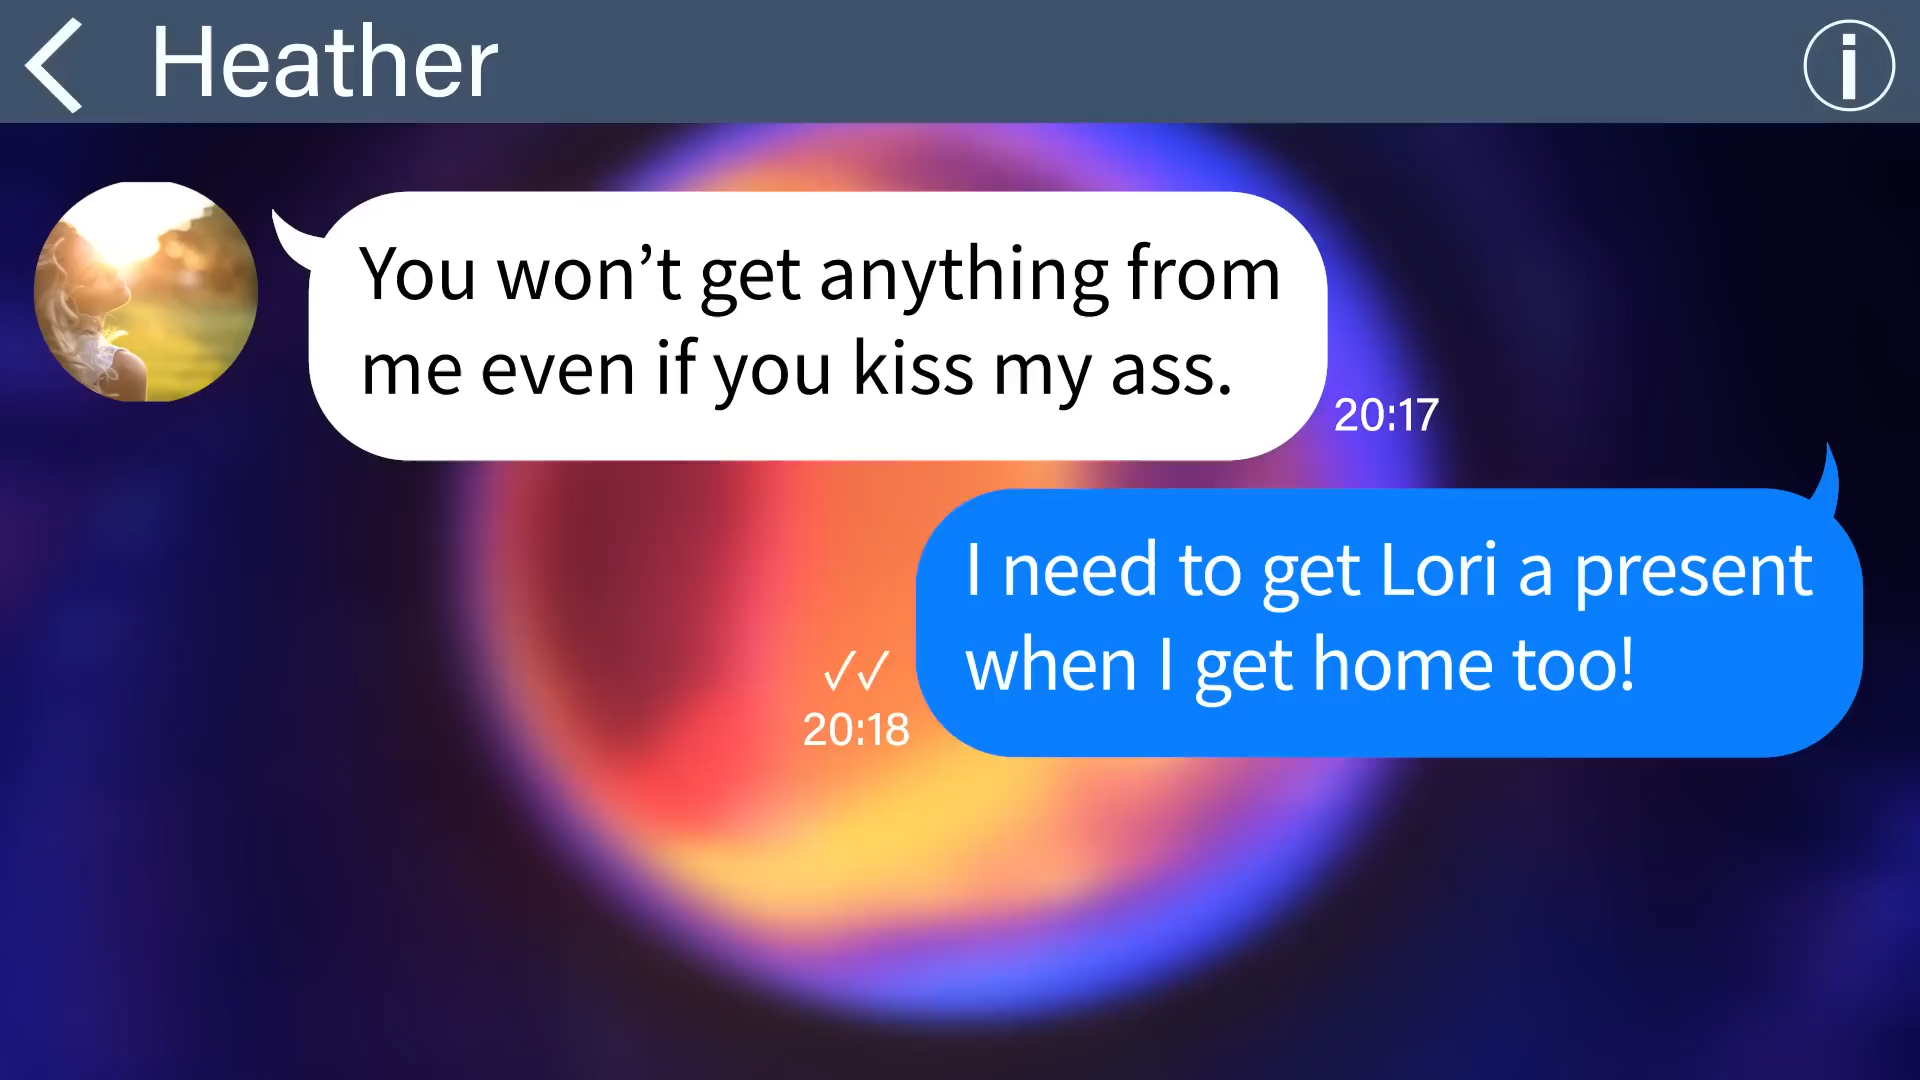 Heather
You won’t get anything from
me even if you kiss my ass.
20:17
I need to get Lori a present
when I get home too!
20:18